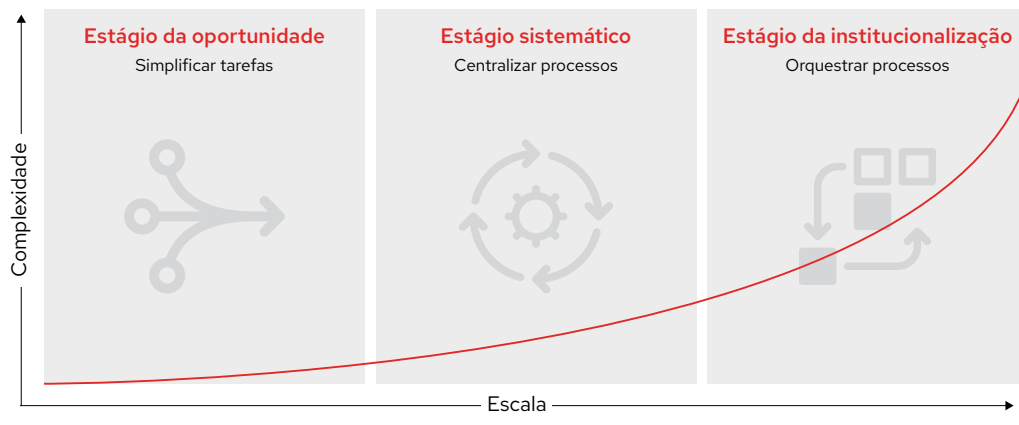 Estágio da oportunidade
Simplificar tarefas
Estágio sistemático
Centralizar processos
Estágio da institucionalização
Orquestrar processos
Complexidade
Escala